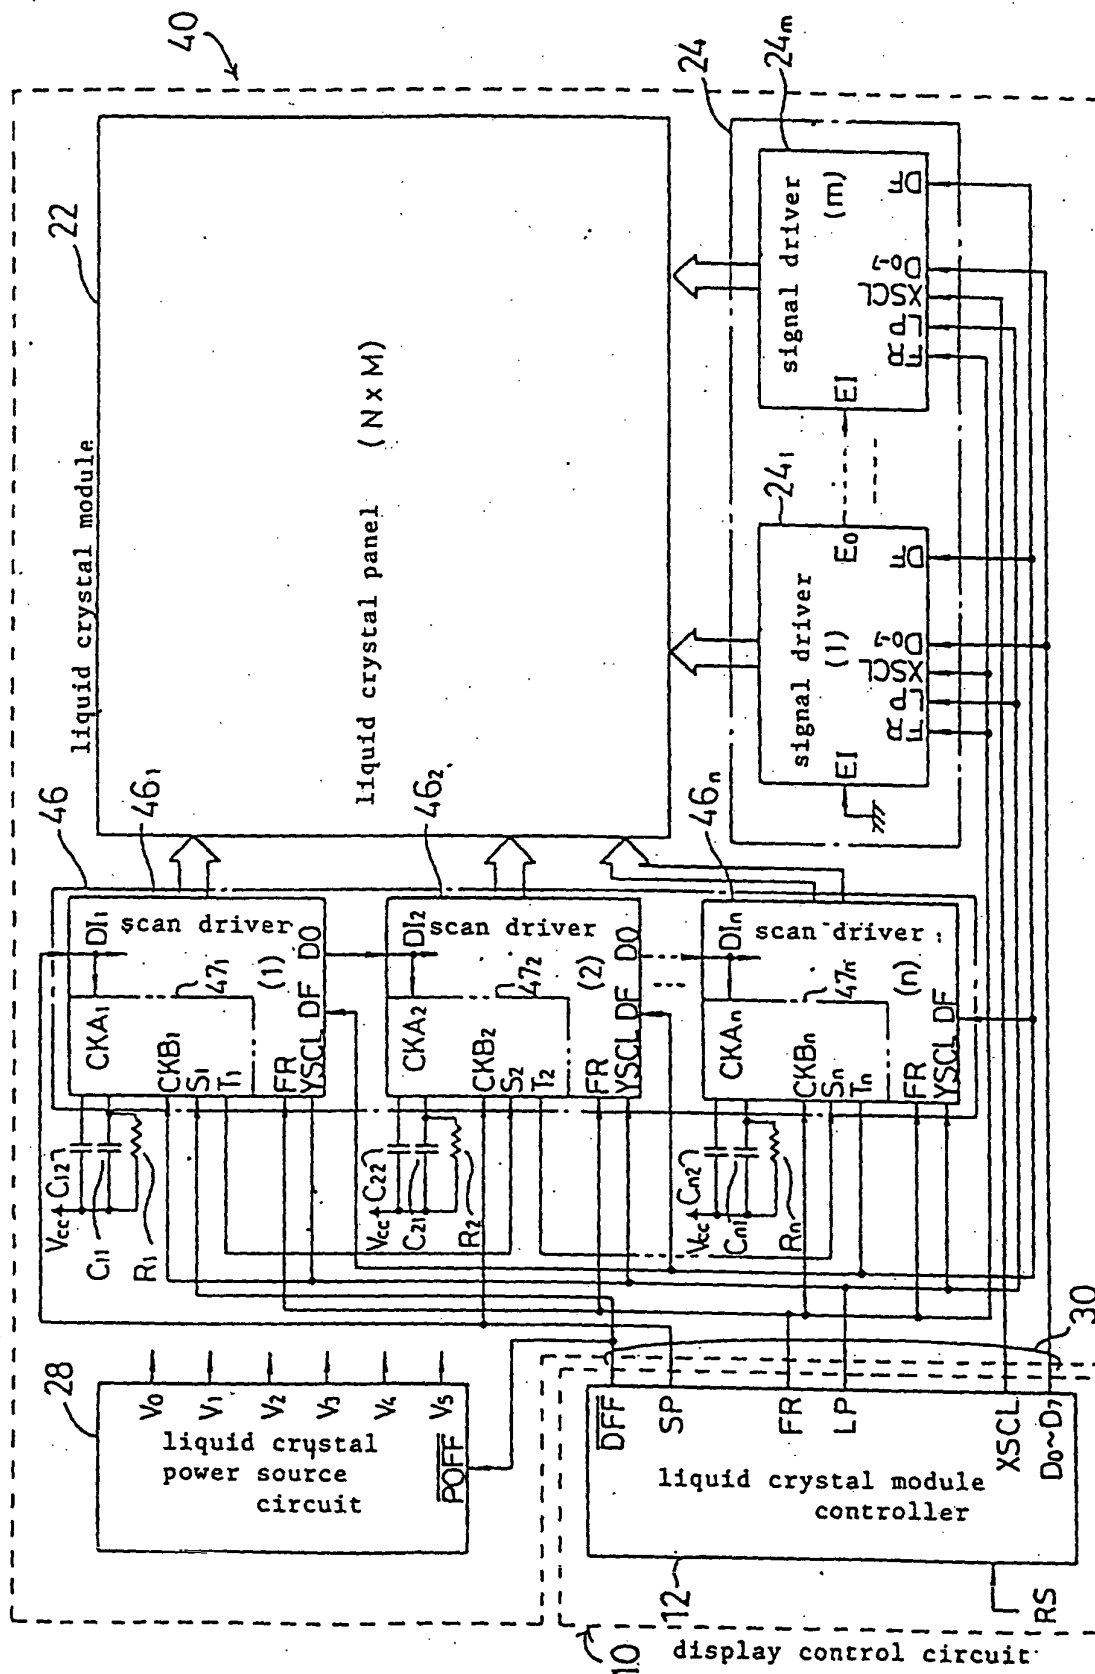 40
liquid crystal module
22
liquid crystal panel (N x M)
24
24m
signal driver
(m)
EI
FR
LP
XSCL
D0~7
DF
24₁
signal driver
(1)
EI
E0
FR
LP
XSCL
D0~7
DF
46
46₁
scan driver
(1)
DI₁
CKA₁
47₁
CKB₁
S₁
T₁
FR
YSCL
DF
DO
46₂
scan driver
(2)
DI₂
CKA₂
47₂
CKB₂
S₂
T₂
FR
YSCL
DF
DO
46n
scan driver
(n)
DIn
CKAn
47n
CKBn
Sn
Tn
FR
YSCL
DF
Vcc
C₁₂
C₁₁
R₁
Vcc
C₂₂
C₂₁
R₂
Vcc
Cn2
Cn1
Rn
28
liquid crystal
power source
circuit
V₀
V₁
V₂
V₃
V₄
V₅
P̅O̅F̅F̅
30
D̅F̅F̅
SP
FR
LP
XSCL
D₀~D₇
liquid crystal module
controller
12
RS
10
display control circuit